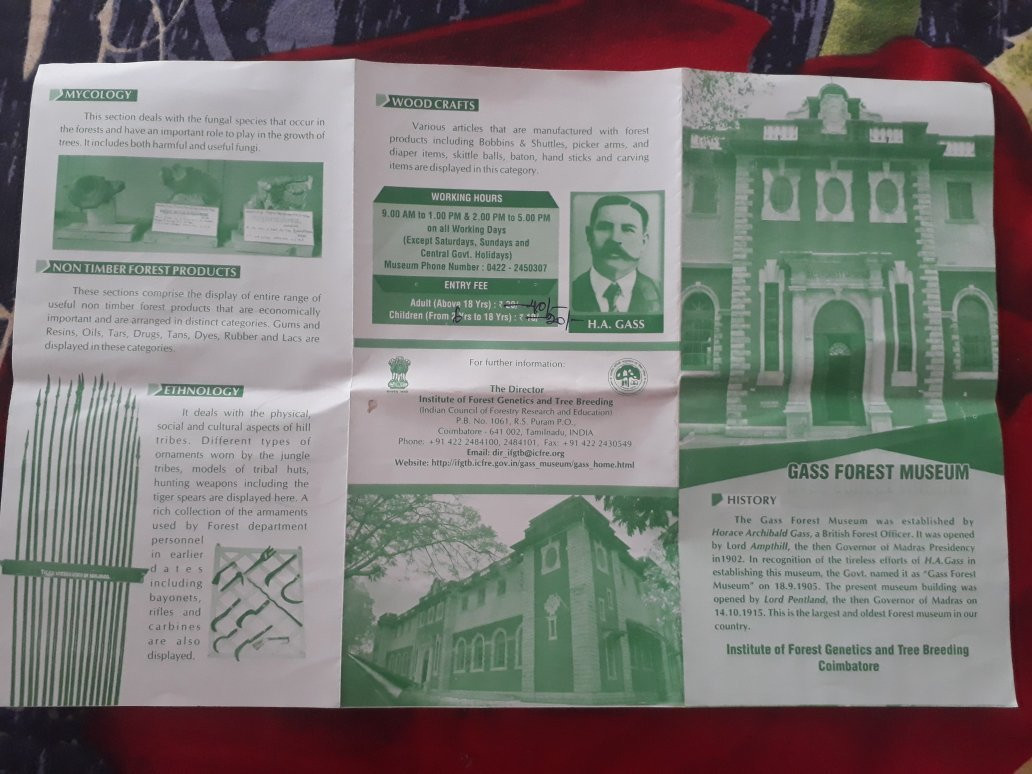 MYCOLOGY
This section deals with the fungal species that occur in
the forests and have an important role to play in the growth of
trees. It includes both harmful and useful fungi.
NON TIMBER FOREST PRODUCTS
These sections comprise the display of entire range of
useful non timber forest products that are economically
important and are arranged in distinct categories. Gums and
Resins, Oils, Tars, Drugs, Tans, Dyes, Rubber and Lacs are
displayed in these categories.
ETHNOLOGY
It deals with the physical,
social and cultural aspects of hill
tribes. Different types of
ornaments worn by the jungle
tribes, models of tribal huts,
hunting weapons including the
tiger spears are displayed here. A
rich collection of the armaments
used by Forest department
personnel
in earlier
dates
including
bayonets,
rifles and
carbines
are also
displayed.
WOOD CRAFTS
Various articles that are manufactured with forest
products including Bobbins & Shuttles, picker arms, and
diaper items, skittle balls, baton, hand sticks and carving
items are displayed in this category.
WORKING HOURS
9.00 AM to 1.00 PM & 2.00 PM to 5.00 PM
on all Working Days
(Except Saturdays, Sundays and
Central Govt. Holidays)
Museum Phone Number : 0422 - 2450307
ENTRY FEE
Adult (Above 18 Yrs) : ₹ 20/- 40/-
Children (From 6 Yrs to 18 Yrs) : ₹ 10/- 20/-
H.A. GASS
For further information:
The Director
Institute of Forest Genetics and Tree Breeding
(Indian Council of Forestry Research and Education)
P.B. No. 1061, R.S. Puram P.O.,
Coimbatore - 641 002, Tamilnadu, INDIA
Phone: +91 422 2484100, 2484101, Fax: +91 422 2430549
Email: dir_ifgtb@icfre.org
Website: http://ifgtb.icfre.gov.in/gass_museum/gass_home.html
GASS FOREST MUSEUM
HISTORY
The Gass Forest Museum was established by
Horace Archibald Gass, a British Forest Officer. It was opened
by Lord Ampthill, the then Governor of Madras Presidency
in1902. In recognition of the tireless efforts of H.A.Gass in
establishing this museum, the Govt. named it as "Gass Forest
Museum" on 18.9.1905. The present museum building was
opened by Lord Pentland, the then Governor of Madras on
14.10.1915. This is the largest and oldest Forest museum in our
country.
Institute of Forest Genetics and Tree Breeding
Coimbatore